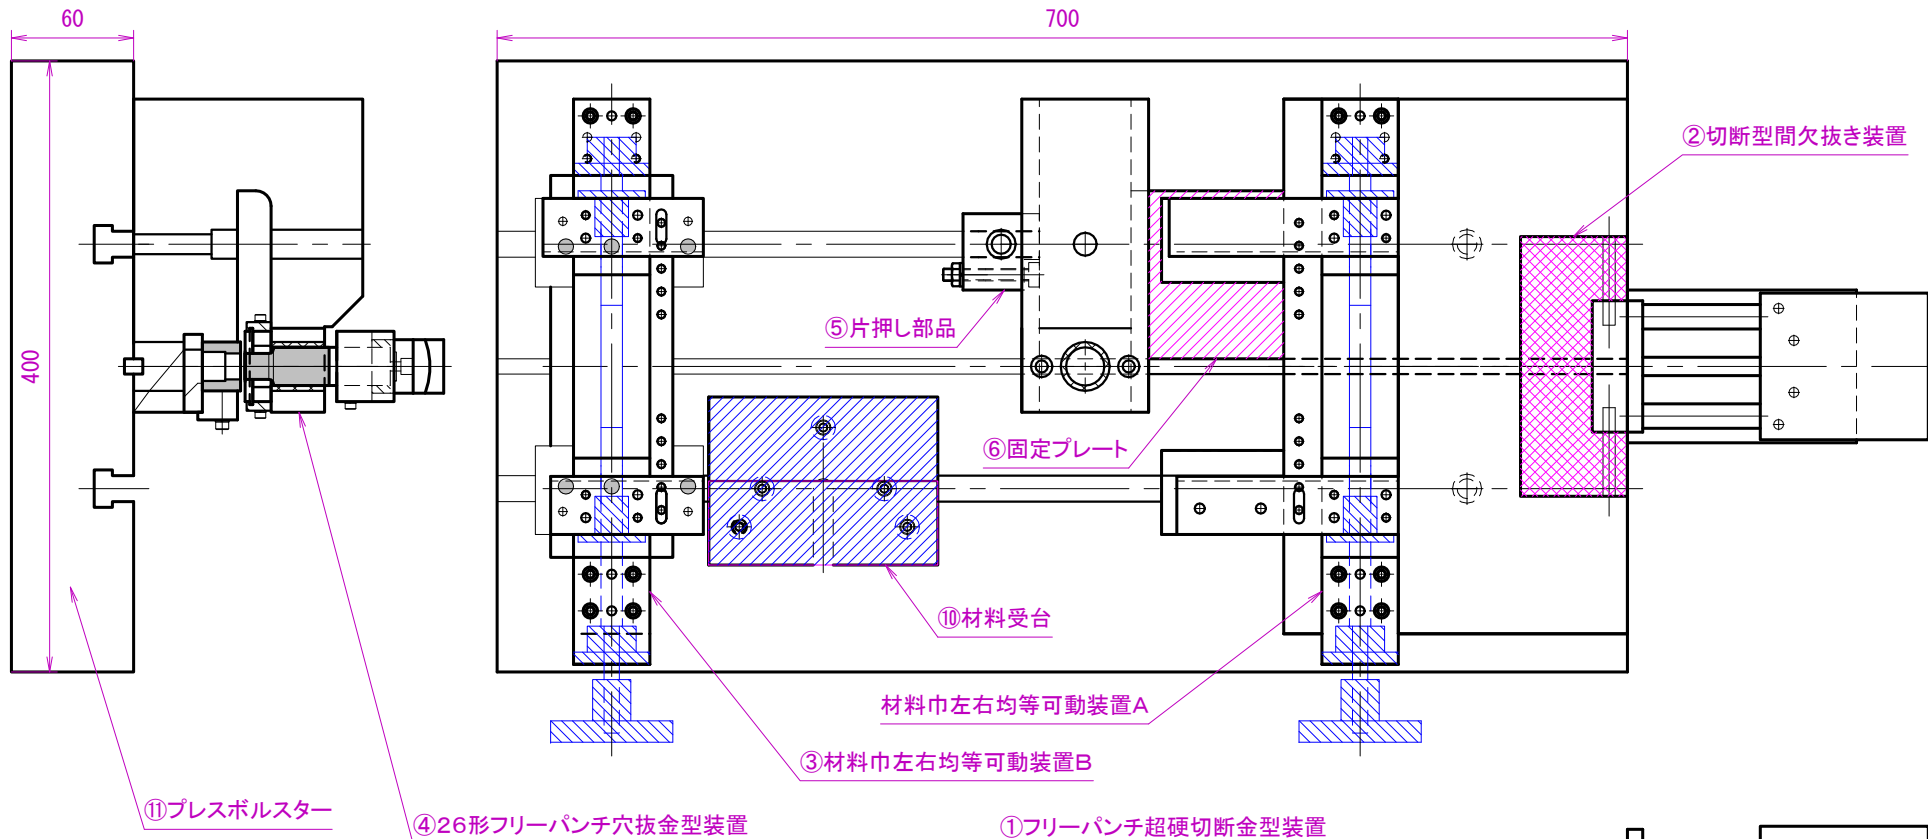 60
700
②切断型間欠抜き装置
400
⑤片押し部品
⑥固定プレート
⑩材料受台
材料巾左右均等可動装置A
③材料巾左右均等可動装置B
⑪プレスボルスター
④26形フリーパンチ穴抜金型装置
①フリーパンチ超硬切断金型装置